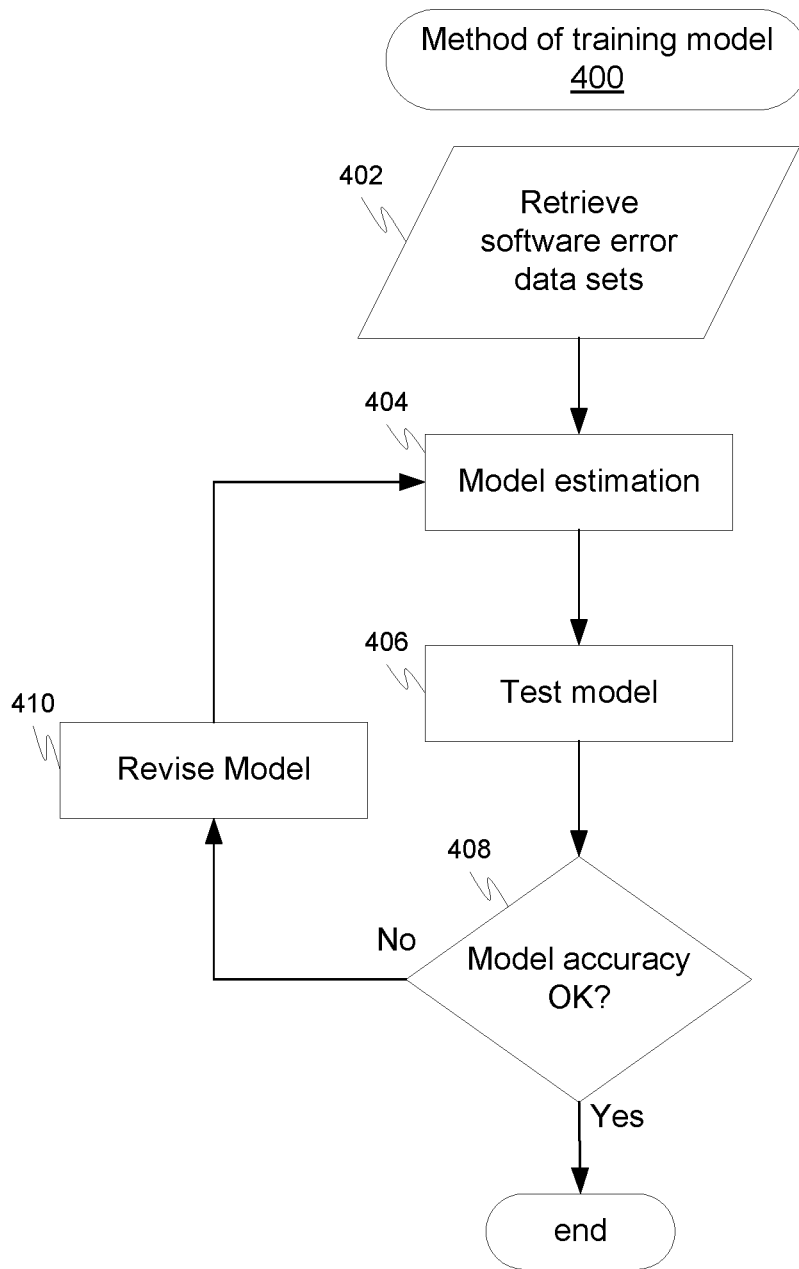 Method of training model
400
402
Retrieve
software error
data sets
404
Model estimation
406
Test model
410
Revise Model
408
No
Model accuracy
OK?
Yes
end